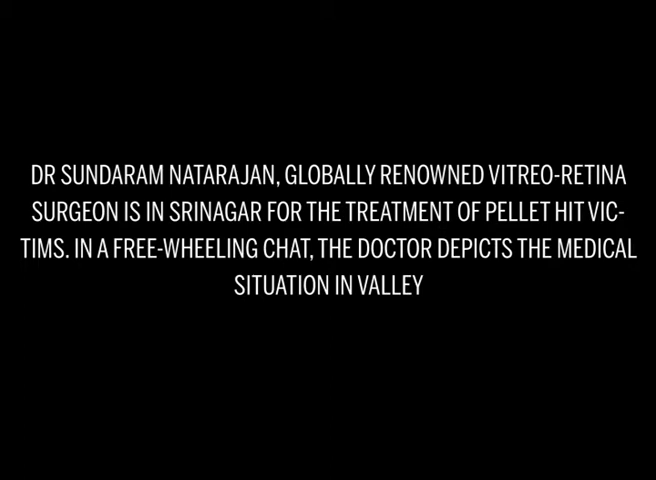 DR SUNDARAM NATARAJAN, GLOBALLY RENOWNED VITREO-RETINA
SURGEON IS IN SRINAGAR FOR THE TREATMENT OF PELLET HIT VIC-
TIMS. IN A FREE-WHEELING CHAT, THE DOCTOR DEPICTS THE MEDICAL
SITUATION IN VALLEY